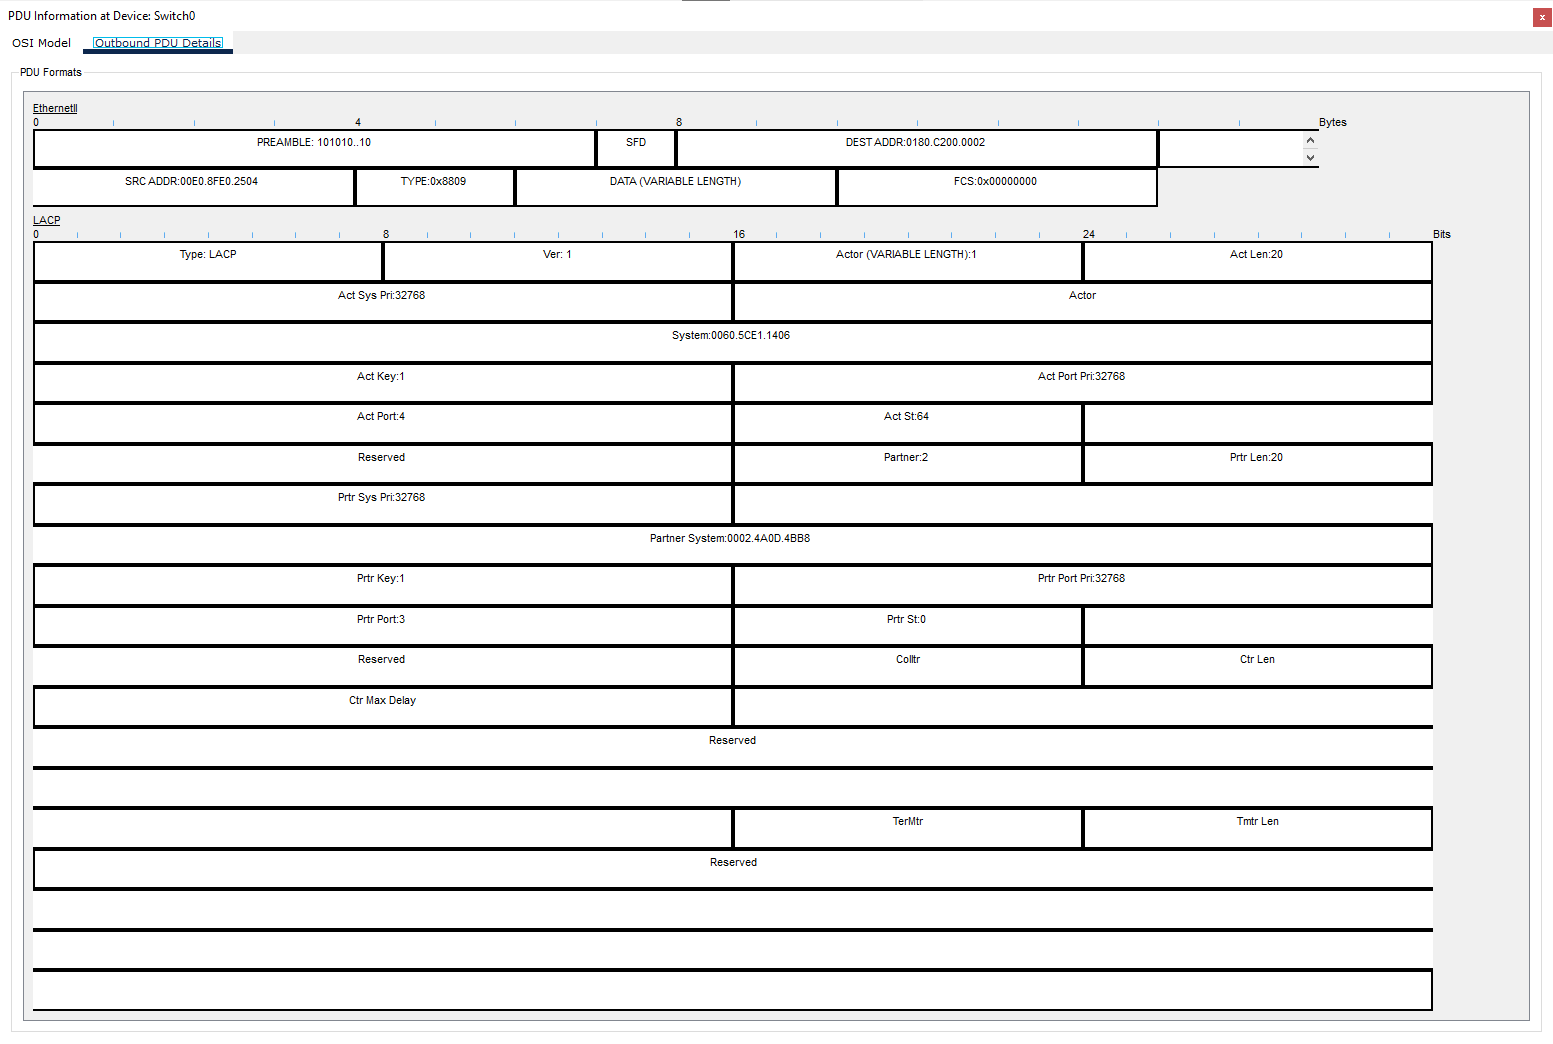 PDU Information at Device: Switch0
x
OSI Model Outbound PDU Details
PDU Formats
EthernetII
0 4 8 Bytes
PREAMBLE: 101010..10 SFD DEST ADDR:0180.C200.0002
SRC ADDR:00E0.8FE0.2504 TYPE:0x8809 DATA (VARIABLE LENGTH) FCS:0x00000000
LACP
0 8 16 24 Bits
Type: LACP Ver: 1 Actor (VARIABLE LENGTH):1 Act Len:20
Act Sys Pri:32768 Actor
System:0060.5CE1.1406
Act Key:1 Act Port Pri:32768
Act Port:4 Act St:64
Reserved Partner:2 Prtr Len:20
Prtr Sys Pri:32768
Partner System:0002.4A0D.4BB8
Prtr Key:1 Prtr Port Pri:32768
Prtr Port:3 Prtr St:0
Reserved Colltr Ctr Len
Ctr Max Delay
Reserved
TerMtr Tmtr Len
Reserved